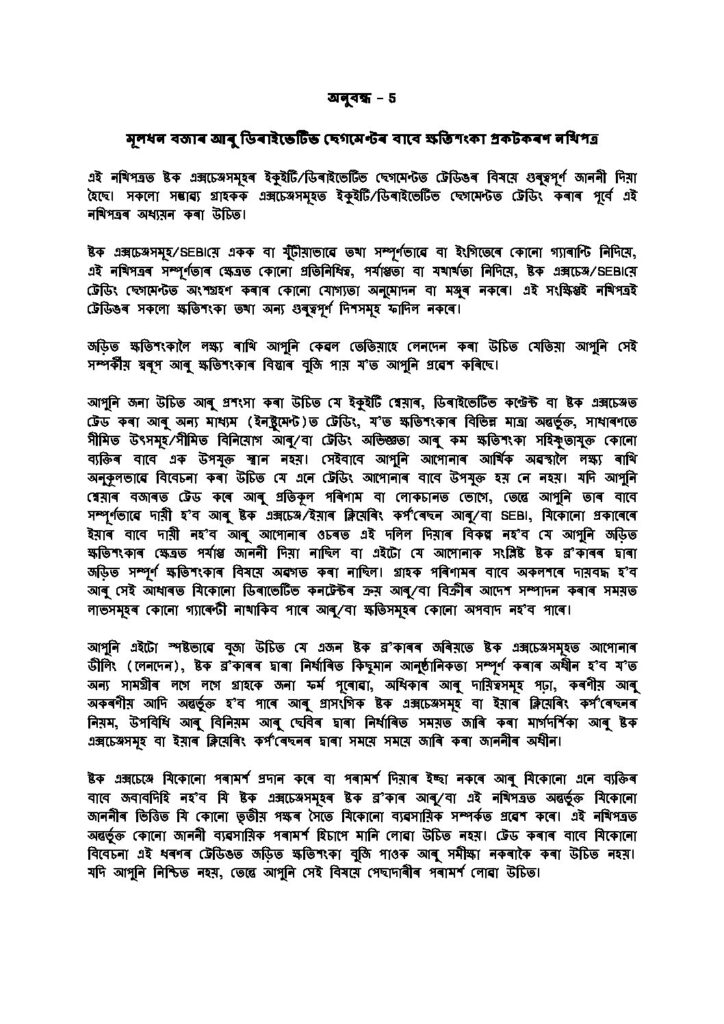 অনুবন্ধ – 5
মূলধন বজাৰ আৰু ডিৰাইভেটিভ ছেগমেণ্টৰ বাবে ক্ষতিশংকা প্ৰকটকৰণ নথিপত্ৰ
এই নথিপত্ৰত ষ্টক এক্সচেঞ্জসমূহৰ ইকুইটি/ডিৰাইভেটিভ ছেগমেণ্টত ট্ৰেডিঙৰ বিষয়ে গুৰুত্বপূৰ্ণ জাননী দিয়া
হৈছে। সকলো সম্ভাব্য গ্ৰাহকক এক্সচেঞ্জসমূহত ইকুইটি/ডিৰাইভেটিভ ছেগমেণ্টত ট্ৰেডিং কৰাৰ পূৰ্বে এই
নথিপত্ৰৰ অধ্যয়ন কৰা উচিত।
ষ্টক এক্সচেঞ্জসমূহ/SEBIয়ে একক বা যুঁটীয়াভাৱে তথা সম্পূৰ্ণভাৱে বা ইংগিতেৰে কোনো গ্যাৰাণ্টি নিদিয়ে,
এই নথিপত্ৰৰ সম্পূৰ্ণতাৰ ক্ষেত্ৰত কোনো প্ৰতিনিধিত্ব, পৰ্যাপ্ততা বা যথাৰ্থতা নিদিয়ে, ষ্টক এক্সচেঞ্জ/SEBIয়ে
ট্ৰেডিং ছেগমেণ্টত অংশগ্ৰহণ কৰাৰ কোনো যোগ্যতা অনুমোদন বা মঞ্জুৰ নকৰে। এই সংক্ষিপ্তই নথিপত্ৰই
ট্ৰেডিঙৰ সকলো ক্ষতিশংকা তথা অন্য গুৰুত্বপূৰ্ণ দিশসমূহ ফাদিল নকৰে।
জড়িত ক্ষতিশংকালৈ লক্ষ্য ৰাখি আপুনি কেৱল তেতিয়াহে লেনদেন কৰা উচিত যেতিয়া আপুনি সেই
সম্পৰ্কীয় স্বৰূপ আৰু ক্ষতিশংকাৰ বিস্তাৰ বুজি পায় য'ত আপুনি প্ৰৱেশ কৰিছে।
আপুনি জনা উচিত আৰু প্ৰশংসা কৰা উচিত যে ইকুইটি শ্বেয়াৰ, ডিৰাইভেটিভ কণ্ট্ৰেক্ট বা ষ্টক এক্সচেঞ্জত
ট্ৰেড কৰা আৰু অন্য মাধ্যম (ইনষ্ট্ৰুমেণ্ট)ত ট্ৰেডিং, য'ত ক্ষতিশংকাৰ বিভিন্ন মাত্ৰা অন্তৰ্ভুক্ত, সাধাৰণতে
সীমিত উৎসমূহ/সীমিত বিনিয়োগ আৰু/বা ট্ৰেডিং অভিজ্ঞতা আৰু কম ক্ষতিশংকা সহিষ্ণুতাযুক্ত কোনো
ব্যক্তিৰ বাবে এক উপযুক্ত স্থান নহয়। সেইবাবে আপুনি আপোনাৰ আৰ্থিক অৱস্থালৈ লক্ষ্য ৰাখি
অনুকূলভাৱে বিবেচনা কৰা উচিত যে এনে ট্ৰেডিং আপোনাৰ বাবে উপযুক্ত হয় নে নহয়। যদি আপুনি
শ্বেয়াৰ বজাৰত ট্ৰেড কৰে আৰু প্ৰতিকূল পৰিণাম বা লোকচানত ভোগে, তেন্তে আপুনি তাৰ বাবে
সম্পূৰ্ণভাৱে দায়ী হ'ব আৰু ষ্টক এক্সচেঞ্জ/ইয়াৰ ক্লিয়েৰিং কৰ্প'ৰেছন আৰু/বা SEBI, যিকোনো প্ৰকাৰেৰে
ইয়াৰ বাবে দায়ী নহ'ব আৰু আপোনাৰ ওচৰত এই দলিল দিয়াৰ বিকল্প নহ'ব যে আপুনি জড়িত
ক্ষতিশংকাৰ ক্ষেত্ৰত পৰ্যাপ্ত জাননী দিয়া নাছিল বা এইটো যে আপোনাক সংশ্লিষ্ট ষ্টক ব্ৰ'কাৰৰ দ্বাৰা
জড়িত সম্পূৰ্ণ ক্ষতিশংকাৰ বিষয়ে অৱগত কৰা নাছিল। গ্ৰাহক পৰিণামৰ বাবে অকলশৰে দায়বদ্ধ হ'ব
আৰু সেই আধাৰত যিকোনো ডিৰাভেটিভ কনট্ৰেক্টৰ ক্ৰয় আৰু/বা বিক্ৰীৰ আদেশ সম্পাদন কৰাৰ সময়ত
লাভসমূহৰ কোনো গ্যাৰেণ্টী নাথাকিব পাৰে আৰু/বা ক্ষতিসমূহৰ কোনো অপবাদ নহ'ব পাৰে।
আপুনি এইটো স্পষ্টভাৱে বুজা উচিত যে এজন ষ্টক ব্ৰ'কাৰৰ জৰিয়তে ষ্টক এক্সচেঞ্জসমূহত আপোনাৰ
ডীলিং (লেনদেন), ষ্টক ব্ৰ'কাৰৰ দ্বাৰা নিৰ্ধাৰিত কিছুমান আনুষ্ঠানিকতা সম্পূৰ্ণ কৰাৰ অধীন হ'ব য'ত
অন্য সামগ্ৰীৰ লগে লগে গ্ৰাহকে জনা ফৰ্ম পূৰোৱা, অধিকাৰ আৰু দায়িত্বসমূহ পঢ়া, কৰণীয় আৰু
অকৰণীয় আদি অন্তৰ্ভুক্ত হ'ব পাৰে আৰু প্ৰাসংগিক ষ্টক এক্সচেঞ্জসমূহ বা ইয়াৰ ক্লিয়েৰিং কৰ্প'ৰেছনৰ
নিয়ম, উপবিধি আৰু বিনিয়ম আৰু ছেবিৰ দ্বাৰা নিৰ্ধাৰিত সময়ত জাৰি কৰা মাৰ্গদৰ্শিকা আৰু ষ্টক
এক্সচেঞ্জসমূহ বা ইয়াৰ ক্লিয়েৰিং কৰ্প'ৰেছনৰ দ্বাৰা সময়ে সময়ে জাৰি কৰা জাননীৰ অধীন।
ষ্টক এক্সচেঞ্জে যিকোনো পৰামৰ্শ প্ৰদান কৰে বা পৰামৰ্শ দিয়াৰ ইচ্ছা নকৰে আৰু যিকোনো এনে ব্যক্তিৰ
বাবে জবাবদিহি নহ'ব যি ষ্টক এক্সচেঞ্জসমূহৰ ষ্টক ব্ৰ'কাৰ আৰু/বা এই নথিপত্ৰত অন্তৰ্ভুক্ত যিকোনো
জাননীৰ ভিত্তিত যি কোনো তৃতীয় পক্ষৰ সৈতে যিকোনো ব্যৱসায়িক সম্পৰ্কত প্ৰৱেশ কৰে। এই নথিপত্ৰত
অন্তৰ্ভুক্ত কোনো জাননী ব্যৱসায়িক পৰামৰ্শ হিচাপে মানি লোৱা উচিত নহয়। ট্ৰেড কৰাৰ বাবে যিকোনো
বিবেচনা এই ধৰণৰ ট্ৰেডিঙত জড়িত ক্ষতিশংকা বুজি পাওক আৰু সমীক্ষা নকৰাকৈ কৰা উচিত নহয়।
যদি আপুনি নিশ্চিত নহয়, তেন্তে আপুনি সেই বিষয়ে পেছাদাৰীৰ পৰামৰ্শ লোৱা উচিত।